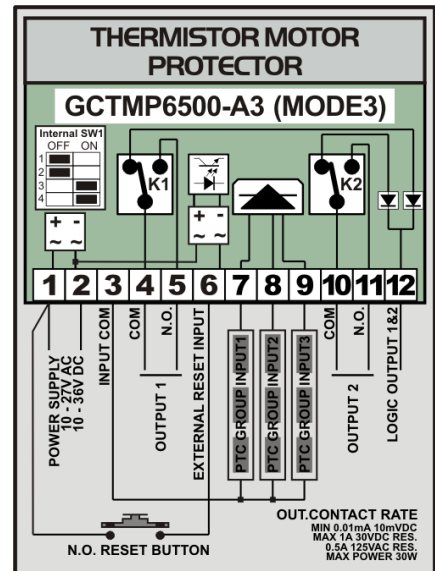 THERMISTOR MOTOR
PROTECTOR
GCTMP6500-A3 (MODE3)
Internal SW1
OFF ON
1
2
3
4
K1
K2
+ -
~ ~
+ -
~ ~
1 2 3 4 5 6 7 8 9 10 11 12
POWER SUPPLY
10 - 27V AC
10 - 36V DC
INPUT COM
COM
N.O.
OUTPUT 1
EXTERNAL RESET INPUT
PTC GROUP INPUT1
PTC GROUP INPUT2
PTC GROUP INPUT3
COM
N.O.
OUTPUT 2
LOGIC OUTPUT 1&2
N.O. RESET BUTTON
OUT.CONTACT RATE
MIN 0.01mA 10mVDC
MAX 1A 30VDC RES.
0.5A 125VAC RES.
MAX POWER 30W